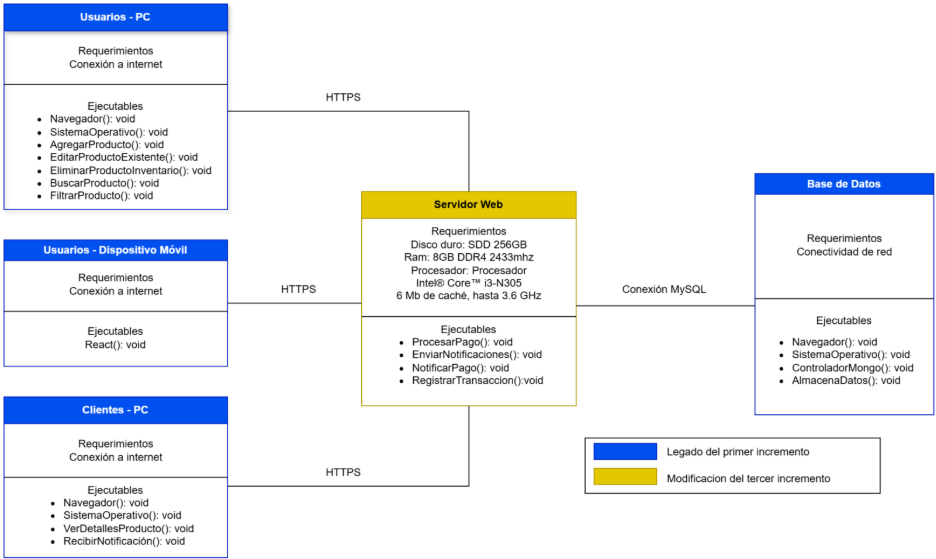 Usuarios - PC
Requerimientos
Conexión a internet
Ejecutables
Navegador(): void
SistemaOperativo(): void
AgregarProducto(): void
EditarProductoExistente(): void
EliminarProductoInventario(): void
BuscarProducto(): void
FiltrarProducto(): void
HTTPS
Usuarios - Dispositivo Móvil
Requerimientos
Conexión a internet
Ejecutables
React(): void
HTTPS
Clientes - PC
Requerimientos
Conexión a internet
Ejecutables
Navegador(): void
SistemaOperativo(): void
VerDetallesProducto(): void
RecibirNotificación(): void
HTTPS
Servidor Web
Requerimientos
Disco duro: SDD 256GB
Ram: 8GB DDR4 2433mhz
Procesador: Procesador
Intel® Core™ i3-N305
6 Mb de caché, hasta 3.6 GHz
Ejecutables
ProcesarPago(): void
EnviarNotificaciones(): void
NotificarPago(): void
RegistrarTransaccion():void
Conexión MySQL
Base de Datos
Requerimientos
Conectividad de red
Ejecutables
Navegador(): void
SistemaOperativo(): void
ControladorMongo(): void
AlmacenaDatos(): void
Legado del primer incremento
Modificacion del tercer incremento